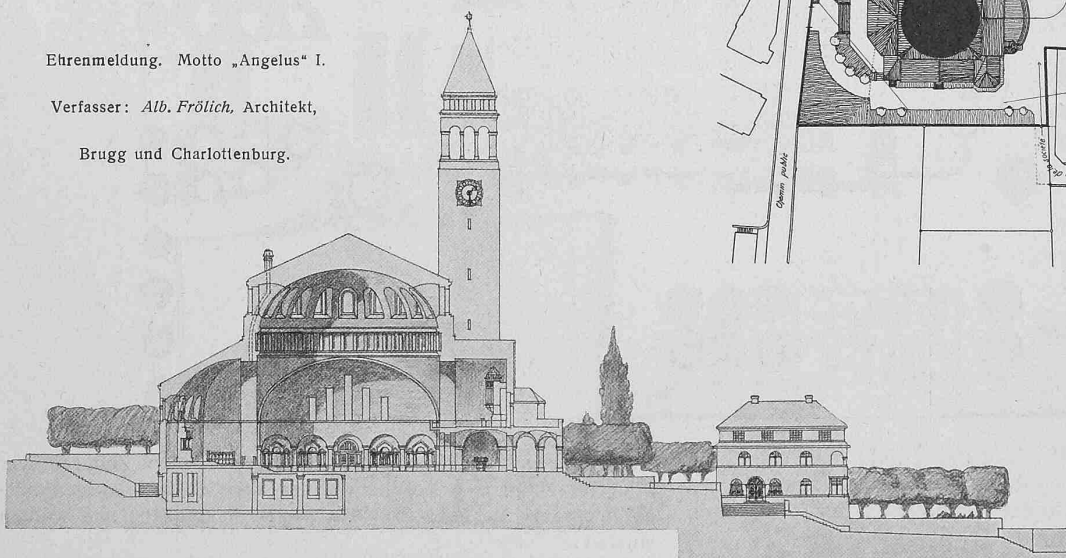 Ehrenmeldung. Motto „Angelus“ I.
Verfasser: Alb. Frölich, Architekt,
Brugg und Charlottenburg.
Chemin public